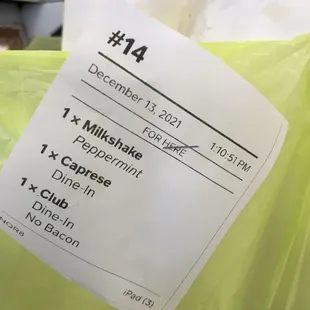 #14
December 13, 2021 1:10:51 PM
FOR HERE
1 × Milkshake
Peppermint
1 × Caprese
Dine-In
1 × Club
Dine-In
No Bacon
iPad (3)